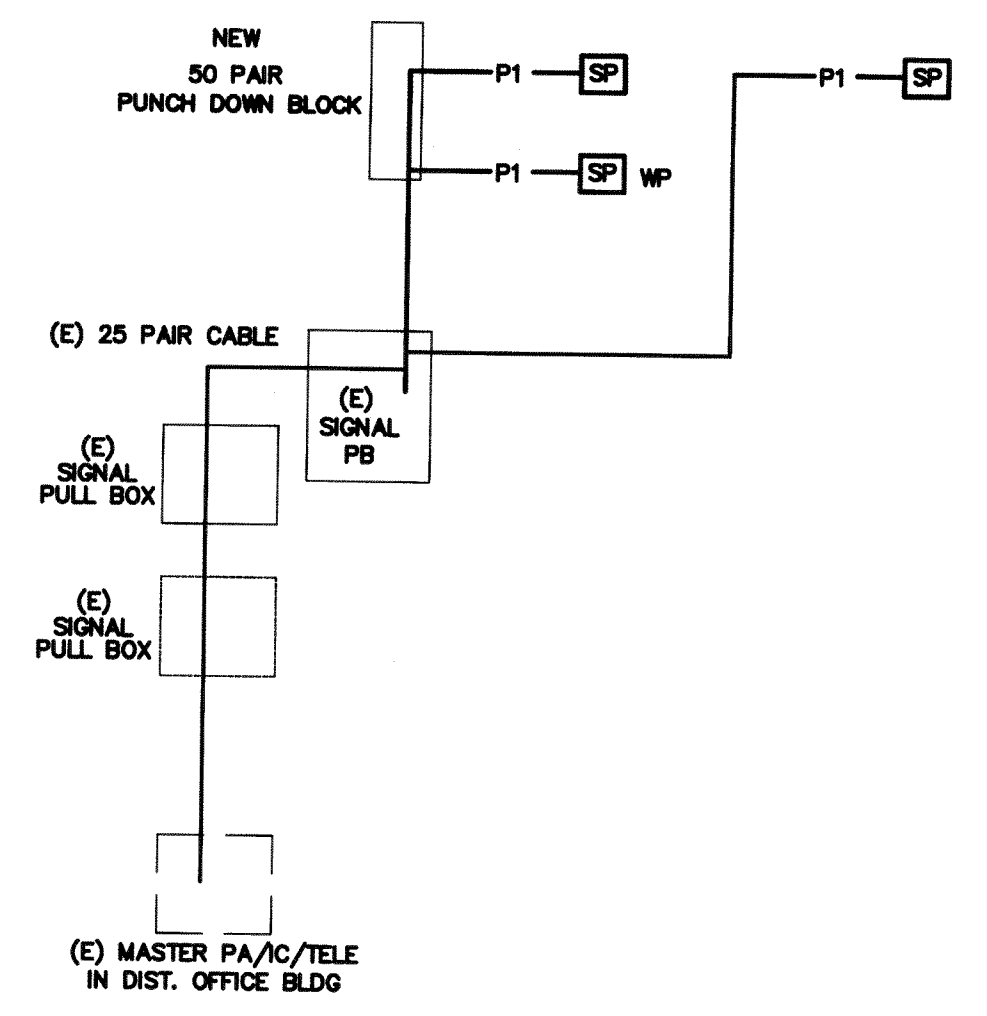 NEW
50 PAIR
PUNCH DOWN BLOCK
P1
SP
P1
SP
P1
SP
WP
(E) 25 PAIR CABLE
(E)
SIGNAL
PB
(E)
SIGNAL
PULL BOX
(E)
SIGNAL
PULL BOX
(E) MASTER PA/IC/TELE
IN DIST. OFFICE BLDG